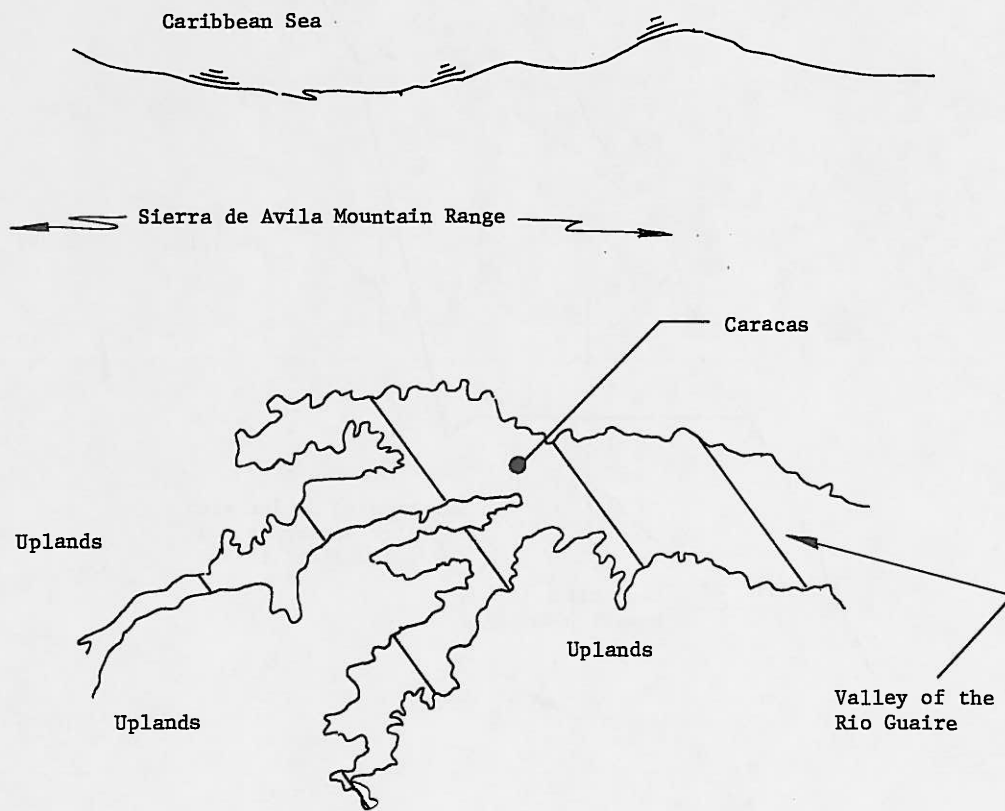 Caribbean Sea
Sierra de Avila Mountain Range
Caracas
Uplands
Uplands
Uplands
Valley of the
Rio Guaire